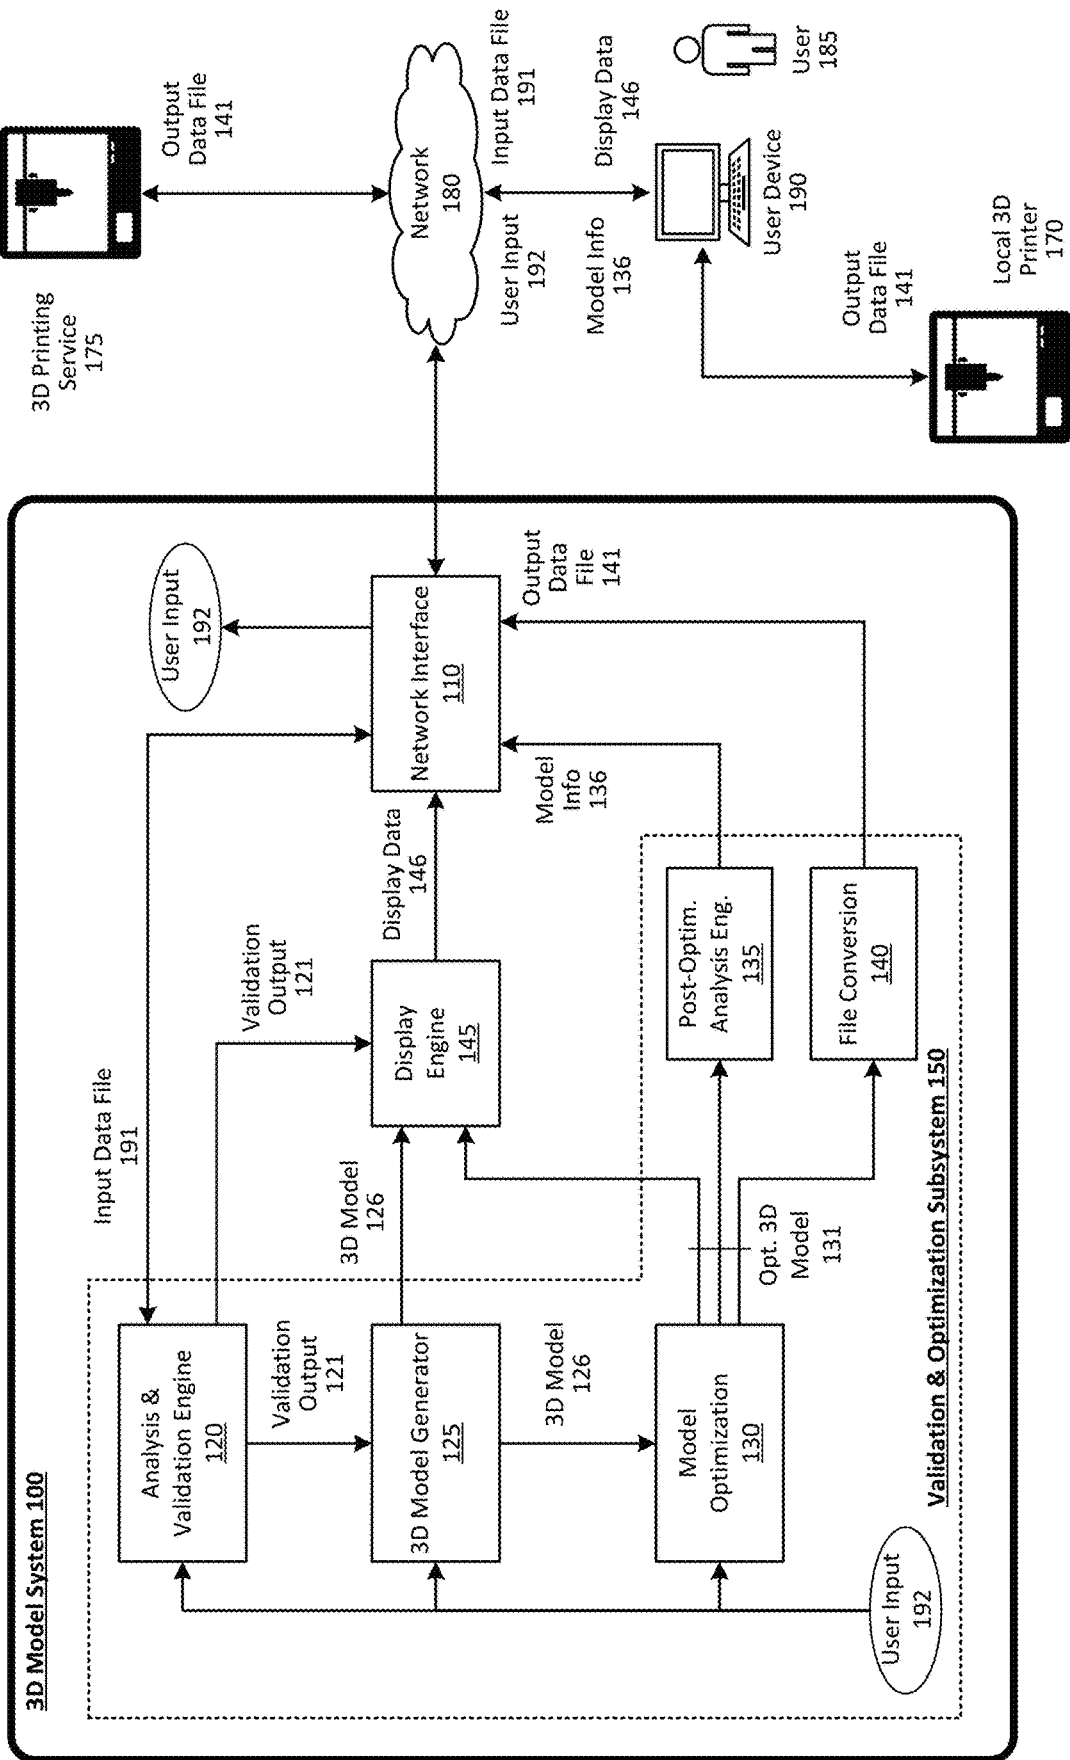 3D Model System 100
Analysis &
Validation Engine
120
Input Data File
191
Validation
Output
121
Validation
Output
121
3D Model Generator
125
3D Model
126
3D Model
126
Display
Engine
145
Display Data
146
Network Interface
110
User Input
192
Model
Optimization
130
Opt. 3D
Model
131
Post-Optim.
Analysis Eng.
135
Model
Info
136
File Conversion
140
Output
Data
File
141
User Input
192
Validation & Optimization Subsystem 150
3D Printing
Service
175
Output
Data File
141
Network
180
User Input
192
Input Data File
191
Model Info
136
Display Data
146
User Device
190
User
185
Output
Data File
141
Local 3D
Printer
170